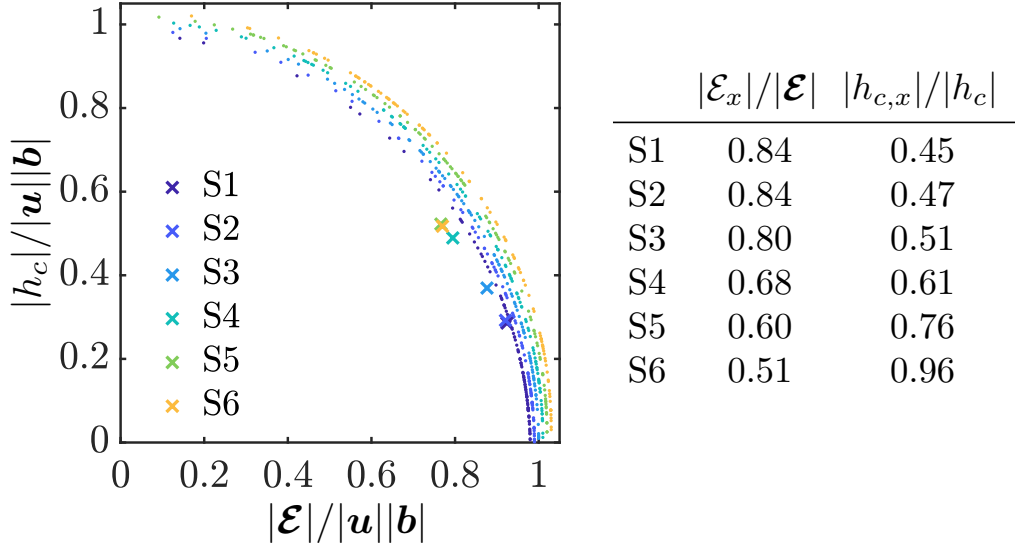 1
0.8
0.6
0.4
0.2
0
0 0.2 0.4 0.6 0.8 1
|h_c|/|u||b|
|ℰ|/|u||b|
S1
S2
S3
S4
S5
S6
|ℰ_x|/|ℰ| |h_{c,x}|/|h_c|
S1 0.84 0.45
S2 0.84 0.47
S3 0.80 0.51
S4 0.68 0.61
S5 0.60 0.76
S6 0.51 0.96